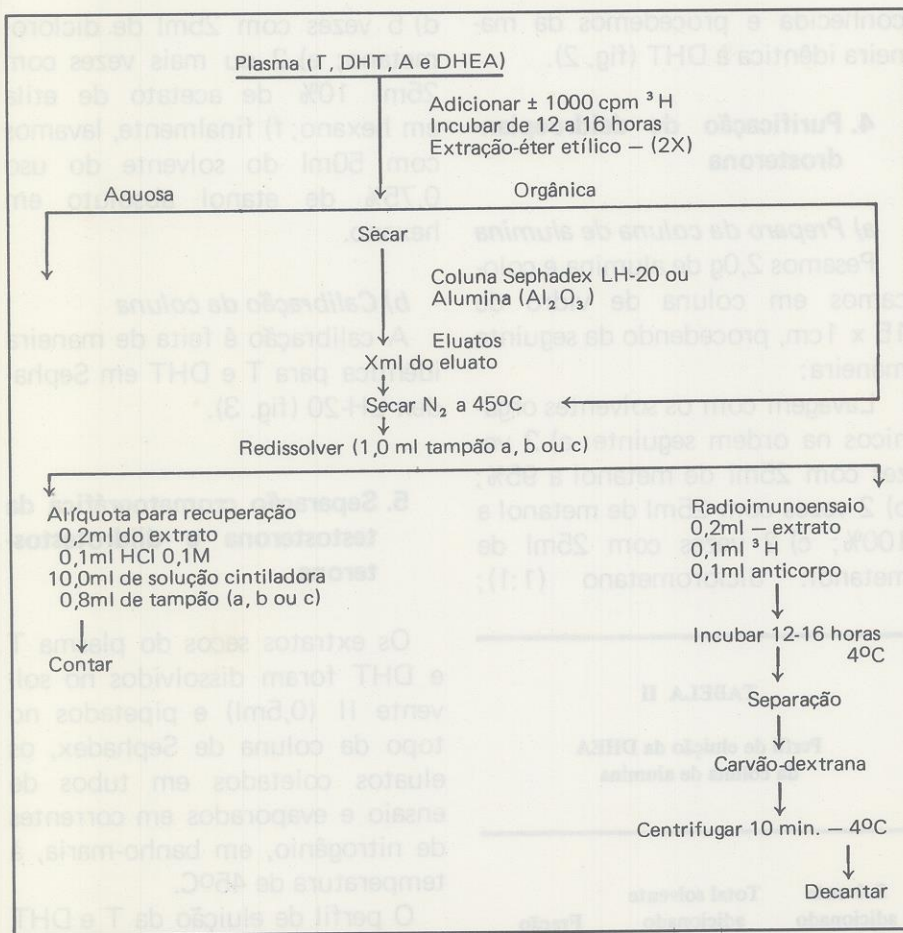 Plasma (T, DHT, A e DHEA)
Adicionar ± 1000 cpm ³H
Incubar de 12 a 16 horas
Extração-éter etílico — (2X)
Aquosa
Orgânica
Secar
Coluna Sephadex LH-20 ou
Alumina (Al₂O₃)
Eluatos
Xml do eluato
Secar N₂ a 45ºC
Redissolver (1,0 ml tampão a, b ou c)
Alíquota para recuperação
0,2ml do extrato
0,1ml HCl 0,1M
10,0ml de solução cintiladora
0,8ml de tampão (a, b ou c)
Contar
Radioimunoensaio
0,2ml — extrato
0,1ml ³H
0,1ml anticorpo
Incubar 12-16 horas
4ºC
Separação
Carvão-dextrana
Centrifugar 10 min. — 4ºC
Decantar
conhecida e procedemos da ma-
neira idêntica à DHT (fig. 2).
4. Purificação
drosterona
a) Preparo da coluna de alumina
Pesamos 2,0g de alumina e colo-
camos em coluna de
15 x 1cm, procedendo da seguinte
maneira:
Lavagem com os solventes
nicos na ordem seguinte:
com 25ml de metanol a 95%;
b) 2 de metanol a
100%; com 25ml de
(1:1);
TABELA II
Perfil de eluição da DHEA
coluna de alumina
Total solvente
adicionado
Fração
adicionado
d) 5 vezes com 25ml de
ou mais vezes com
10% de acetato de etila
em hexano; f) finalmente, lavamos
com 50ml do solvente do uso
0,75% de etanol em
b) Calibração da coluna
A calibração é feita de maneira
idêntica para T e DHT em Sepha-
LH-20 (fig. 3).
5. Separação cromatográfica da
testosterona
Os extratos secos do plasma T
e DHT foram dissolvidos no sol-
vente II (0,5ml) e pipetados no
topo da coluna de Sephadex, os
eluatos coletados em tubos de
ensaio e evaporados em correntes
de nitrogênio, em banho-maria, à
temperatura de 45ºC.
O perfil de eluição da T e DHT